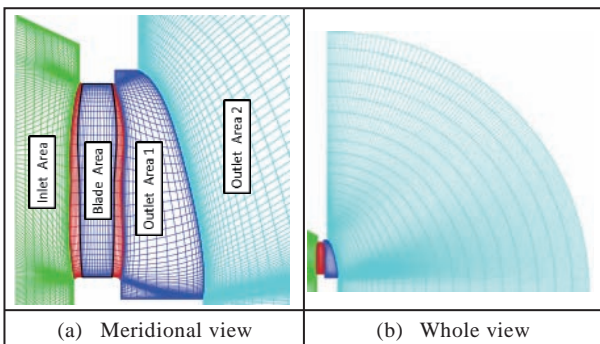 Inlet Area
Blade Area
Outlet Area 1
Outlet Area 2
(a) Meridional view
(b) Whole view